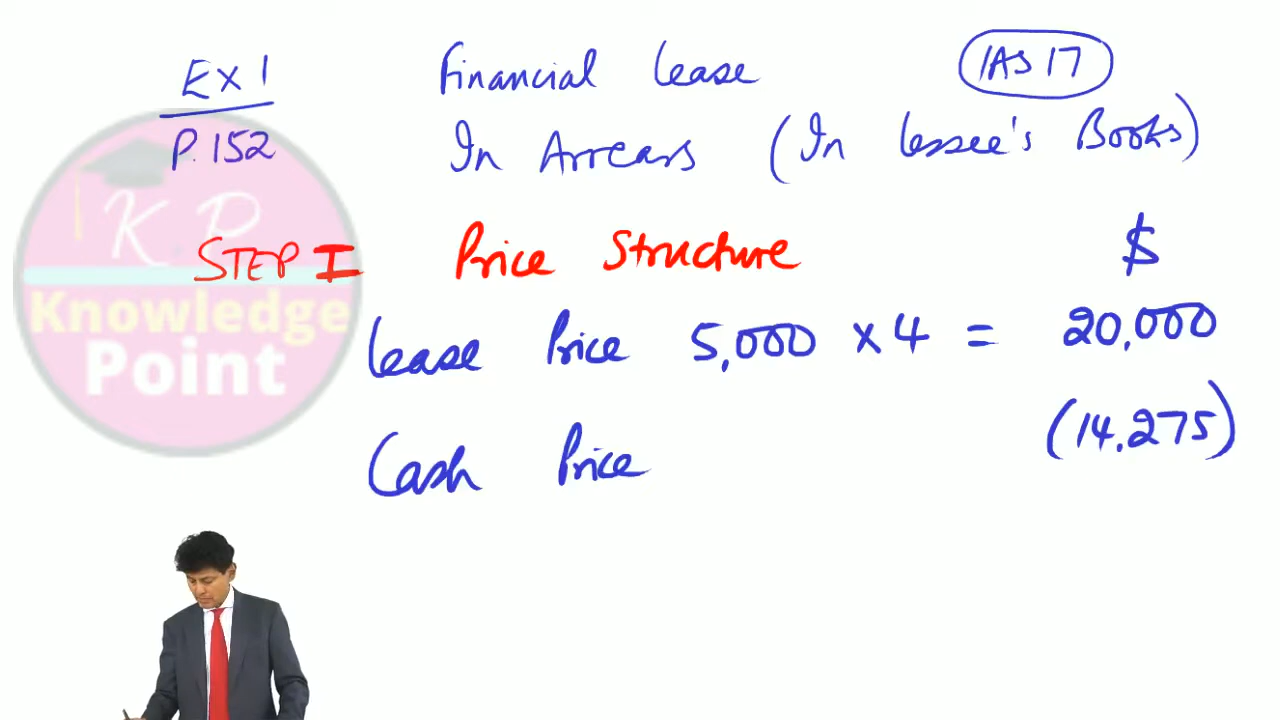 Ex 1
P.152
Financial Lease
IAS 17
In Arrears (In Lessee's Books)
K P
Knowledge
Point
STEP I Price Structure $
Lease Price 5,000 x 4 = 20,000
Cash Price (14,275)